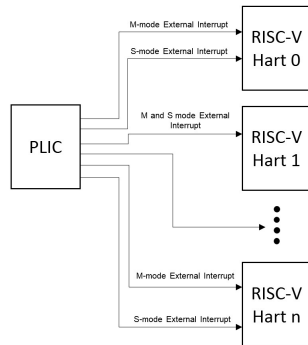 M-mode External Interrupt
RISC-V
Hart 0
S-mode External Interrupt
M and S mode External
Interrupt
RISC-V
Hart 1
PLIC
M-mode External Interrupt
RISC-V
Hart n
S-mode External Interrupt